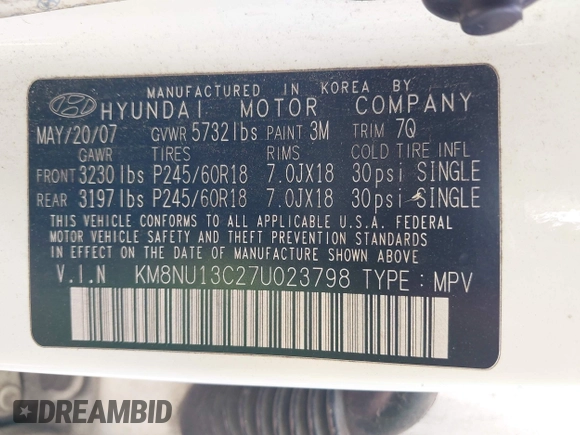 MANUFACTURED IN KOREA BY
HYUNDAI MOTOR COMPANY
MAY/20/07 GVWR 5732lbs PAINT 3M TRIM 7Q
GAWR TIRES RIMS COLD TIRE INFL
FRONT 3230lbs P245/60R18 7.0JX18 30psi SINGLE
REAR 3197lbs P245/60R18 7.0JX18 30psi SINGLE
THIS VEHICLE CONFORMS TO ALL APPLICABLE U.S.A. FEDERAL
MOTOR VEHICLE SAFETY AND THEFT PREVENTION STANDARDS IN
EFFECT ON THE DATE OF MANUFACTURE SHOWN ABOVE.
V.I.N KM8NU13C27U023798 TYPE : MPV
DREAMBID